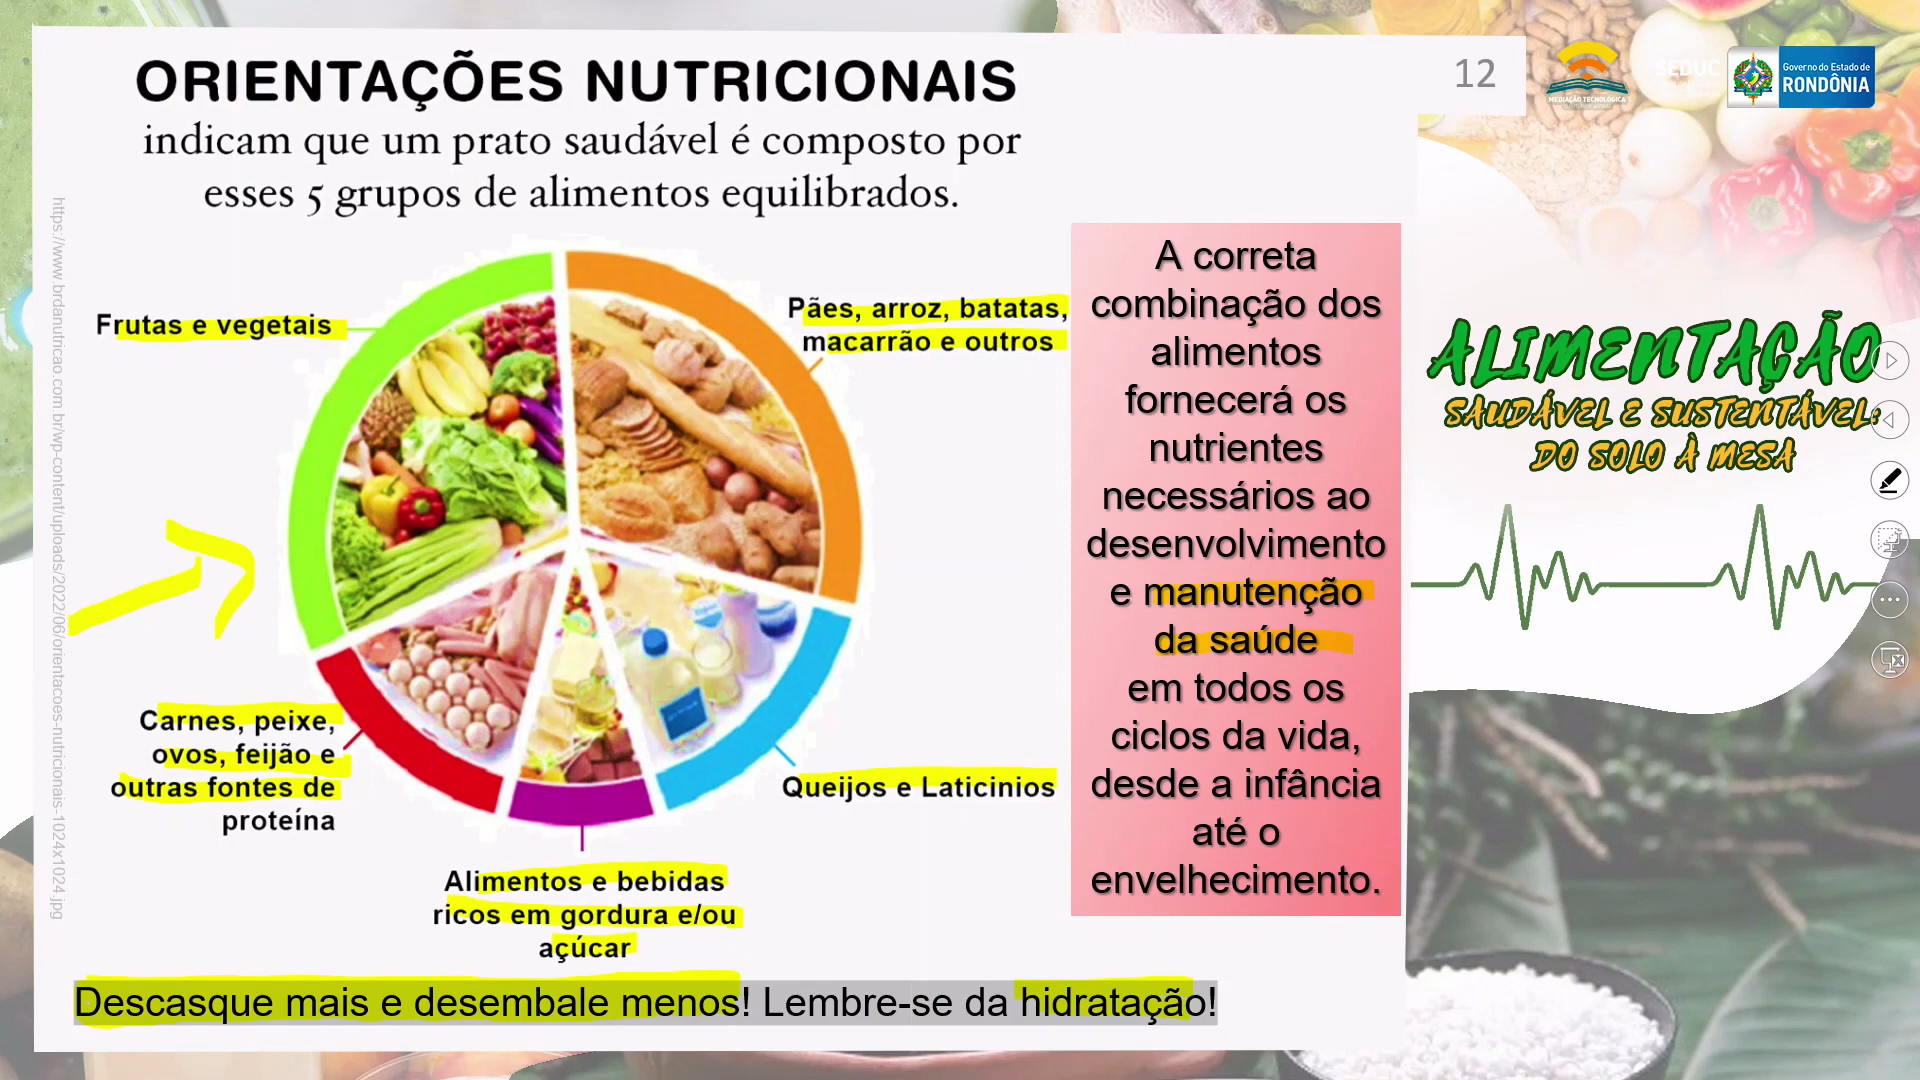 ORIENTAÇÕES NUTRICIONAIS
indicam que um prato saudável é composto por
esses 5 grupos de alimentos equilibrados.
12
MEDIAÇÃO TECNOLÓGICA
SEDUC
Governo do Estado de
RONDÔNIA
https://www.brdanutricao.com.br/wp-content/uploads/2022/06/orientacoes-nutricionais-1024x1024.jpg
Frutas e vegetais
Pães, arroz, batatas,
macarrão e outros
Carnes, peixe,
ovos, feijão e
outras fontes de
proteína
Queijos e Laticinios
Alimentos e bebidas
ricos em gordura e/ou
açúcar
A correta
combinação dos
alimentos
fornecerá os
nutrientes
necessários ao
desenvolvimento
e manutenção
da saúde
em todos os
ciclos da vida,
desde a infância
até o
envelhecimento.
ALIMENTAÇÃO
SAUDÁVEL E SUSTENTÁVEL:
DO SOLO À MESA
Descasque mais e desembale menos! Lembre-se da hidratação!